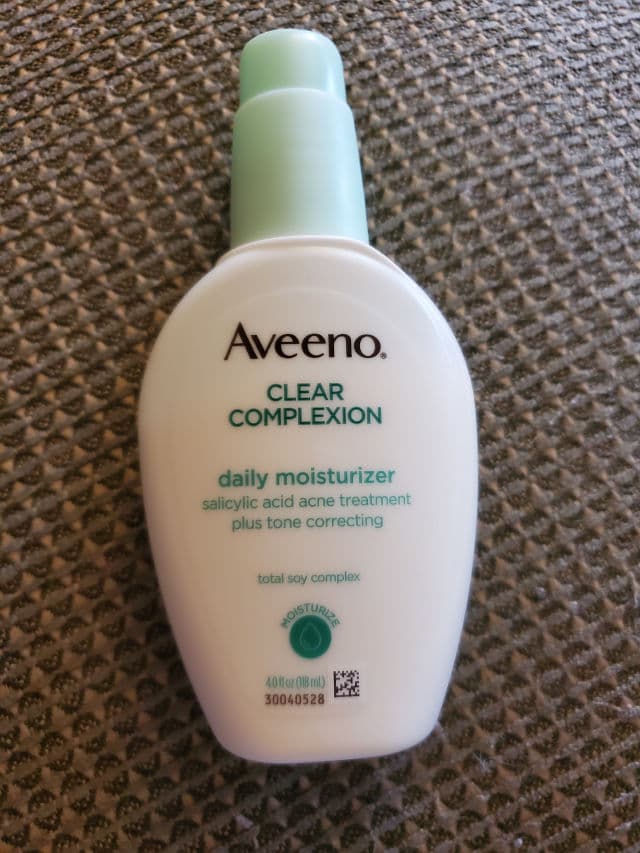 Aveeno®
CLEAR
COMPLEXION
daily moisturizer
salicylic acid acne treatment
plus tone correcting
total soy complex
MOISTURIZE
4.0 fl oz (118 mL)
30040528